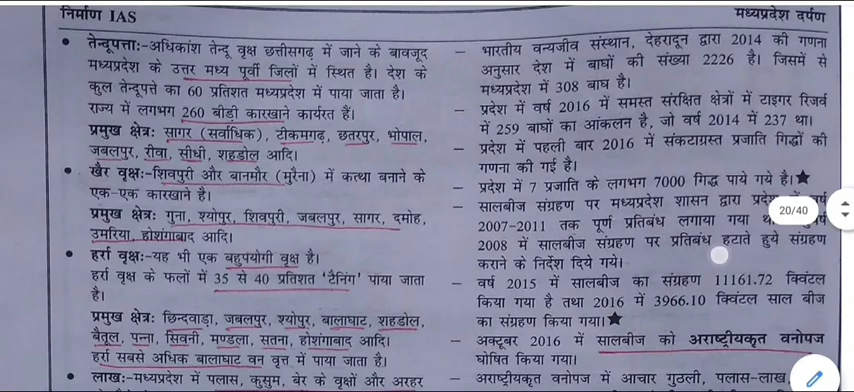 निर्माण IAS
मध्यप्रदेश दर्पण
तेन्दूपत्ता:-अधिकांश तेन्दू वृक्ष छत्तीसगढ़ में जाने के बावजूद
मध्यप्रदेश के उत्तर मध्य पूर्वी जिलों में स्थित है। देश के
कुल तेन्दूपत्ते का 60 प्रतिशत मध्यप्रदेश में पाया जाता है।
राज्य में लगभग 260 बीड़ी कारखाने कार्यरत हैं।
प्रमुख क्षेत्र: सागर (सर्वाधिक), टीकमगढ़, छतरपुर, भोपाल,
जबलपुर, रीवा, सीधी, शहडोल आदि।
खैर वृक्ष:-शिवपुरी और बानमौर (मुरैना) में कत्था बनाने के
एक-एक कारखाने है।
प्रमुख क्षेत्र: गुना, श्योपुर, शिवपुरी, जबलपुर, सागर, दमोह,
उमरिया, होशंगाबाद आदि।
हर्रा वृक्ष:-यह भी एक बहुपयोगी वृक्ष है।
हर्रा वृक्ष के फलों में 35 से 40 प्रतिशत 'टैनिंग' पाया जाता
है।
प्रमुख क्षेत्र: छिन्दवाड़ा, जबलपुर, श्योपुर, बालाघाट, शहडोल,
बैतूल, पन्ना, सिवनी, मण्डला, सतना, होशंगाबाद आदि।
हर्रा सबसे अधिक बालाघाट वन वृत्त में पाया जाता है।
लाख:-मध्यप्रदेश में पलास, कुसुम, बेर के वृक्षों और अरहर
– भारतीय वन्यजीव संस्थान, देहरादून द्वारा 2014 की गणना
अनुसार देश में बाघों की संख्या 2226 है। जिसमें से
मध्यप्रदेश में 308 बाघ है।
– प्रदेश में वर्ष 2016 में समस्त संरक्षित क्षेत्रों में टाइगर रिजर्व
में 259 बाघों का आंकलन है, जो वर्ष 2014 में 237 था।
– प्रदेश में पहली बार 2016 में संकटाग्रस्त प्रजाति गिद्धों की
गणना की गई है।
– प्रदेश में 7 प्रजाति के लगभग 7000 गिद्ध पाये गये है।★
– सालबीज संग्रहण पर मध्यप्रदेश शासन द्वारा
2007-2011 तक पूर्ण प्रतिबंध लगाया गया
20/40
2008 में सालबीज संग्रहण पर प्रतिबंध हटाते हुये संग्रहण
कराने के निर्देश दिये गये।
– वर्ष 2015 में सालबीज का संग्रहण 11161.72 क्विंटल
किया गया है तथा 2016 में 3966.10 क्विंटल साल बीज
का संग्रहण किया गया।★
– अक्टूबर 2016 में सालबीज को अराष्ट्रीयकृत वनोपज
घोषित किया गया।
– अराष्ट्रीयकृत वनोपज में आचार गुठली, पलास-लाख